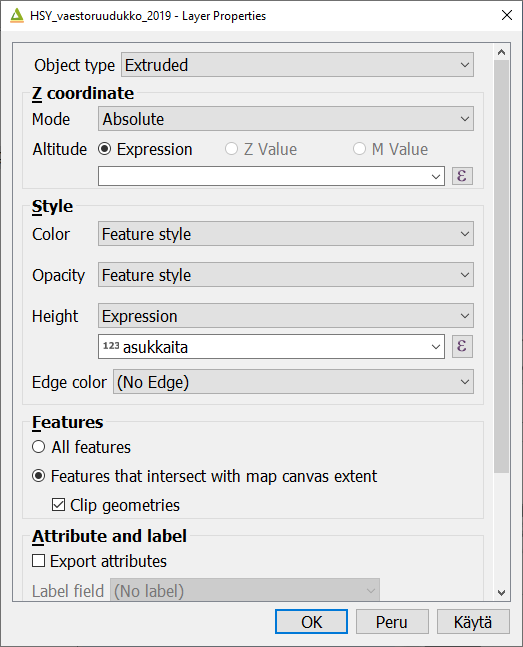 HSY_vaestoruudukko_2019 - Layer Properties
Object type Extruded
Z coordinate
Mode Absolute
Altitude Expression Z Value M Value
ε
Style
Color Feature style
Opacity Feature style
Height Expression
123 asukkaita ε
Edge color (No Edge)
Features
All features
Features that intersect with map canvas extent
Clip geometries
Attribute and label
Export attributes
Label field (No label)
OK Peru Käytä